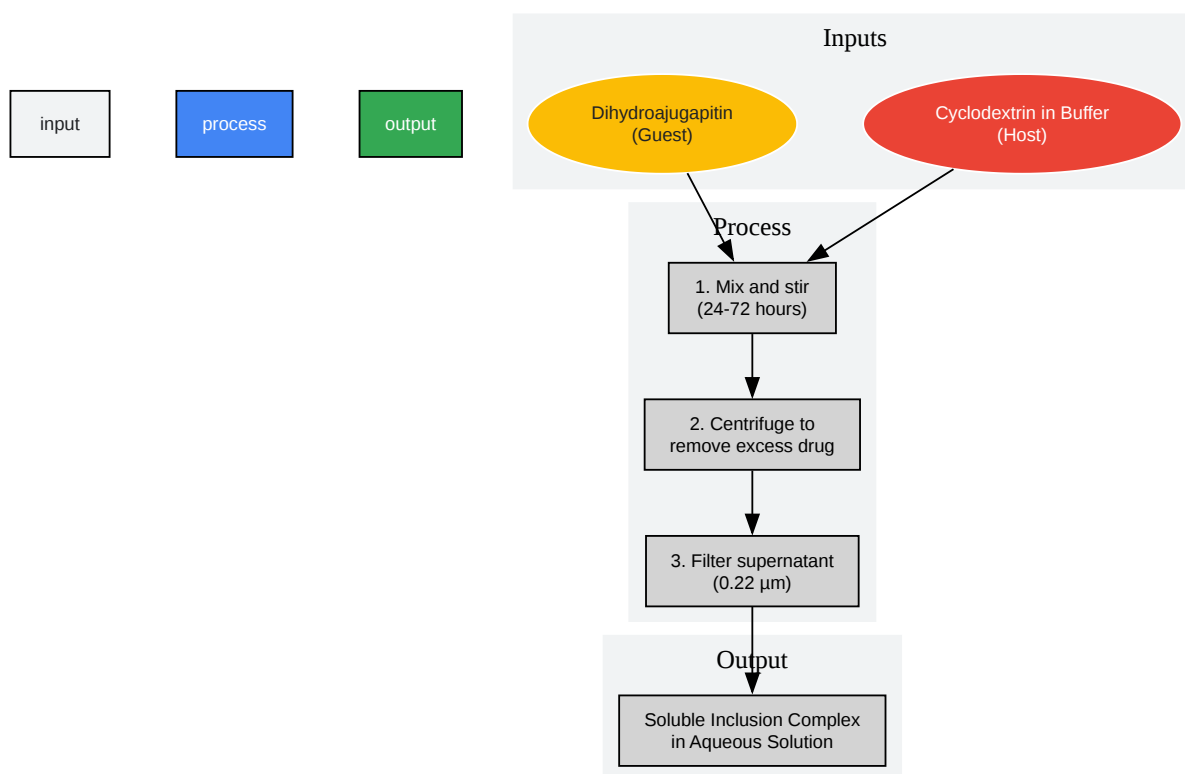 Inputs
input
process
output
Dihydroajugapitin
(Guest)
Cyclodextrin in Buffer
(Host)
Process
1. Mix and stir
(24-72 hours)
2. Centrifuge to
remove excess drug
3. Filter supernatant
(0.22 µm)
Output
Soluble Inclusion Complex
in Aqueous Solution